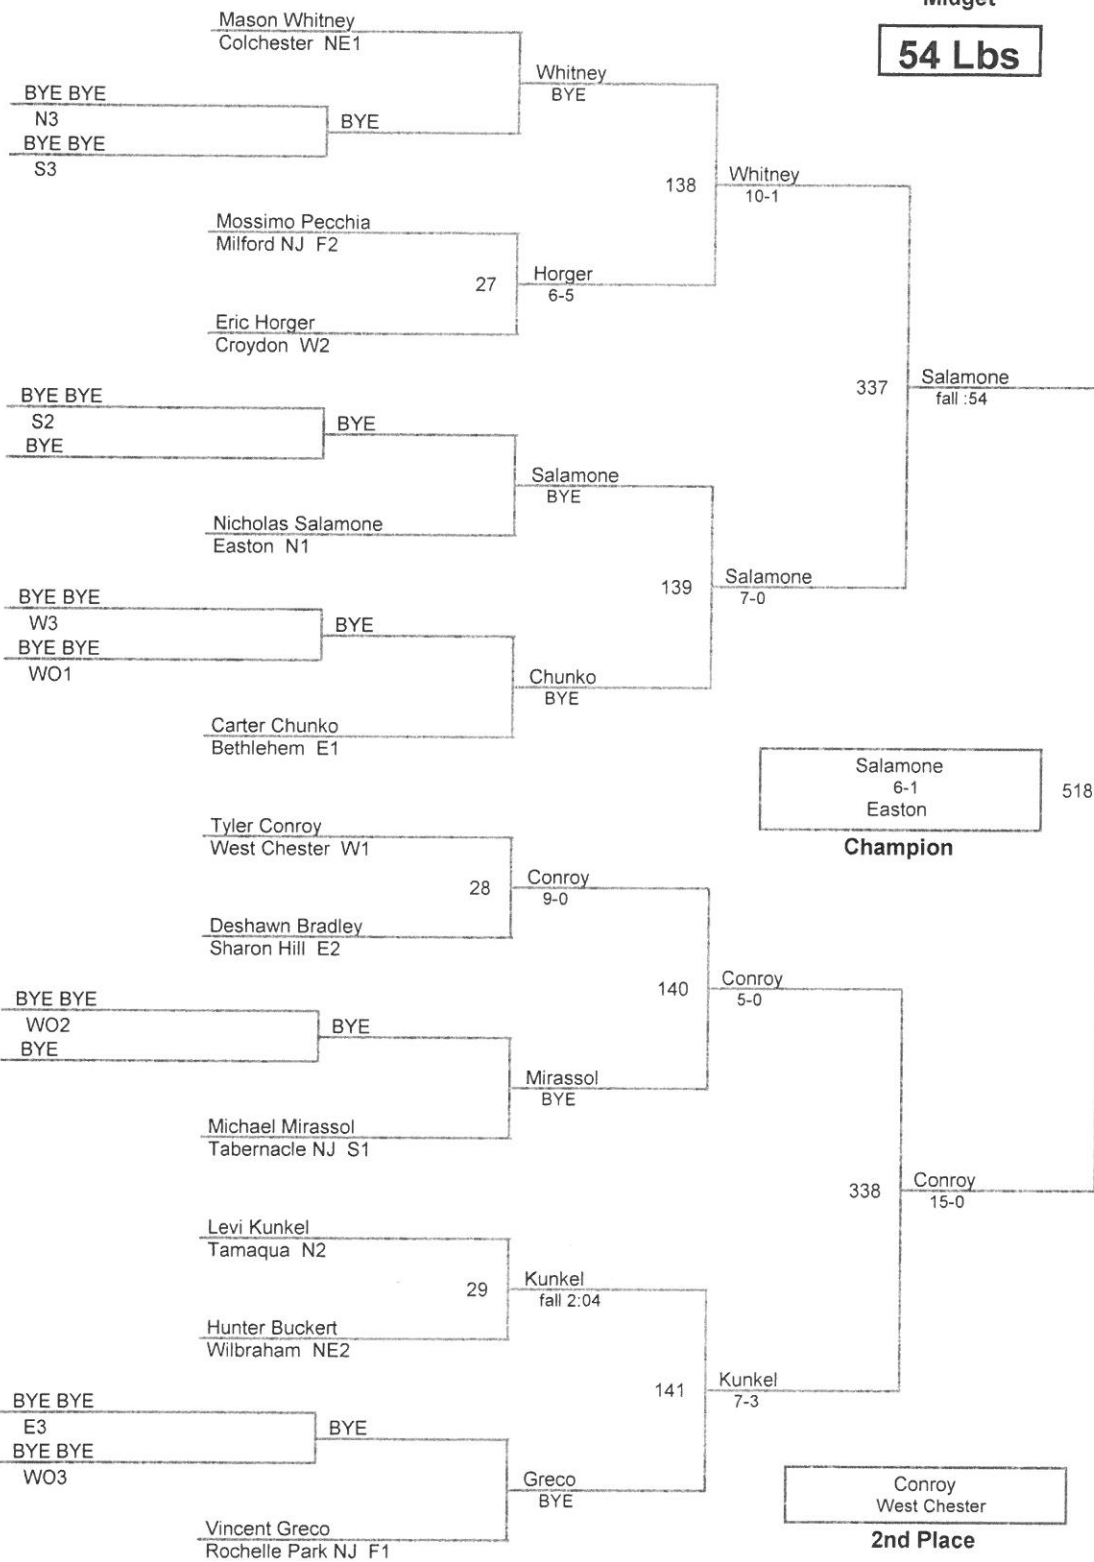 Midget
54 Lbs
Mason Whitney
Colchester NE1
Whitney
BYE
BYE BYE
N3
BYE
BYE BYE
S3
138
Whitney
10-1
Mossimo Pecchia
Milford NJ F2
27
Horger
6-5
Eric Horger
Croydon W2
337
Salamone
fall :54
BYE BYE
S2
BYE
BYE
Salamone
BYE
Nicholas Salamone
Easton N1
139
Salamone
7-0
BYE BYE
W3
BYE
BYE BYE
WO1
Chunko
BYE
Carter Chunko
Bethlehem E1
Salamone
6-1
Easton
518
Champion
Tyler Conroy
West Chester W1
28
Conroy
9-0
Deshawn Bradley
Sharon Hill E2
140
Conroy
5-0
BYE BYE
WO2
BYE
BYE
Mirassol
BYE
Michael Mirassol
Tabernacle NJ S1
338
Conroy
15-0
Levi Kunkel
Tamaqua N2
29
Kunkel
fall 2:04
Hunter Buckert
Wilbraham NE2
141
Kunkel
7-3
BYE BYE
E3
BYE
BYE BYE
WO3
Greco
BYE
Vincent Greco
Rochelle Park NJ F1
Conroy
West Chester
2nd Place